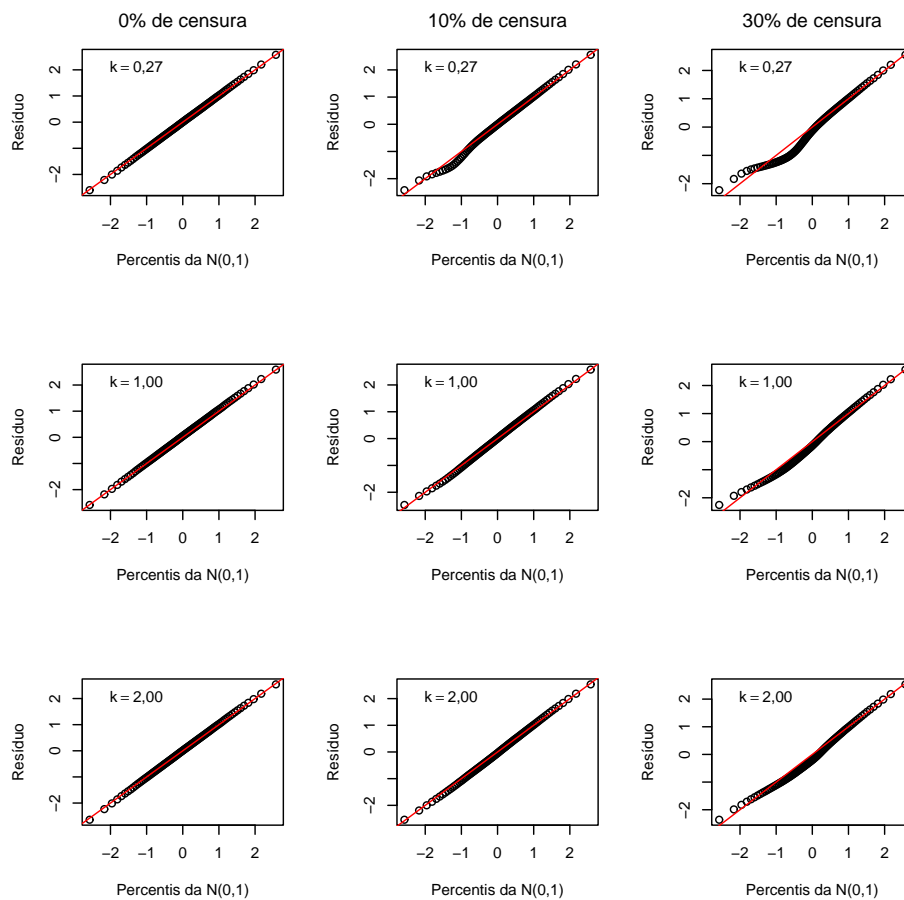 0% de censura
10% de censura
30% de censura
k = 0,27
k = 0,27
k = 0,27
Resíduo
Resíduo
Resíduo
−2 0 1 2
−2 0 1 2
−2 0 1 2
−2 −1 0 1 2
−2 −1 0 1 2
−2 −1 0 1 2
Percentis da N(0,1)
Percentis da N(0,1)
Percentis da N(0,1)
k = 1,00
k = 1,00
k = 1,00
Resíduo
Resíduo
Resíduo
−2 0 1 2
−2 0 1 2
−2 0 1 2
−2 −1 0 1 2
−2 −1 0 1 2
−2 −1 0 1 2
Percentis da N(0,1)
Percentis da N(0,1)
Percentis da N(0,1)
k = 2,00
k = 2,00
k = 2,00
Resíduo
Resíduo
Resíduo
−2 0 1 2
−2 0 1 2
−2 0 1 2
−2 −1 0 1 2
−2 −1 0 1 2
−2 −1 0 1 2
Percentis da N(0,1)
Percentis da N(0,1)
Percentis da N(0,1)